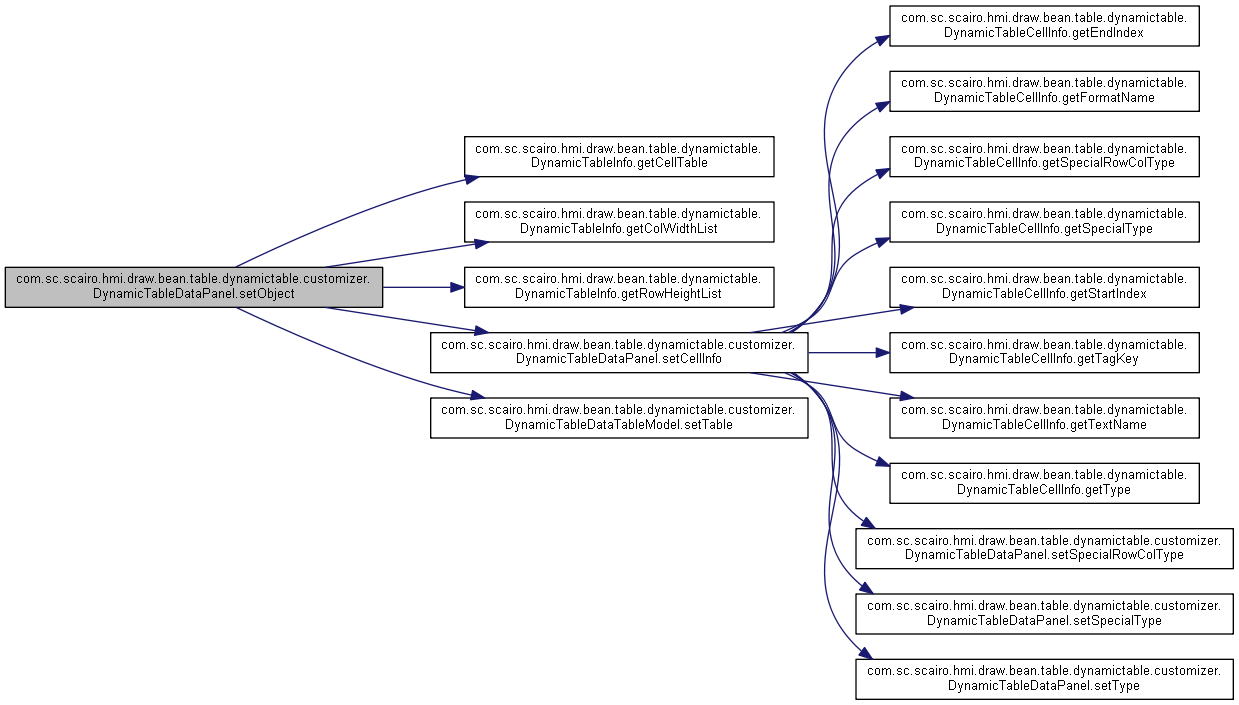 com.sc.scairo.hmi.draw.bean.table.dynamictable.customizer.
DynamicTableDataPanel.setObject
com.sc.scairo.hmi.draw.bean.table.dynamictable.
DynamicTableInfo.getCellTable
com.sc.scairo.hmi.draw.bean.table.dynamictable.
DynamicTableInfo.getColWidthList
com.sc.scairo.hmi.draw.bean.table.dynamictable.
DynamicTableInfo.getRowHeightList
com.sc.scairo.hmi.draw.bean.table.dynamictable.customizer.
DynamicTableDataPanel.setCellInfo
com.sc.scairo.hmi.draw.bean.table.dynamictable.customizer.
DynamicTableDataTableModel.setTable
com.sc.scairo.hmi.draw.bean.table.dynamictable.
DynamicTableCellInfo.getEndIndex
com.sc.scairo.hmi.draw.bean.table.dynamictable.
DynamicTableCellInfo.getFormatName
com.sc.scairo.hmi.draw.bean.table.dynamictable.
DynamicTableCellInfo.getSpecialRowColType
com.sc.scairo.hmi.draw.bean.table.dynamictable.
DynamicTableCellInfo.getSpecialType
com.sc.scairo.hmi.draw.bean.table.dynamictable.
DynamicTableCellInfo.getStartIndex
com.sc.scairo.hmi.draw.bean.table.dynamictable.
DynamicTableCellInfo.getTagKey
com.sc.scairo.hmi.draw.bean.table.dynamictable.
DynamicTableCellInfo.getTextName
com.sc.scairo.hmi.draw.bean.table.dynamictable.
DynamicTableCellInfo.getType
com.sc.scairo.hmi.draw.bean.table.dynamictable.customizer.
DynamicTableDataPanel.setSpecialRowColType
com.sc.scairo.hmi.draw.bean.table.dynamictable.customizer.
DynamicTableDataPanel.setSpecialType
com.sc.scairo.hmi.draw.bean.table.dynamictable.customizer.
DynamicTableDataPanel.setType